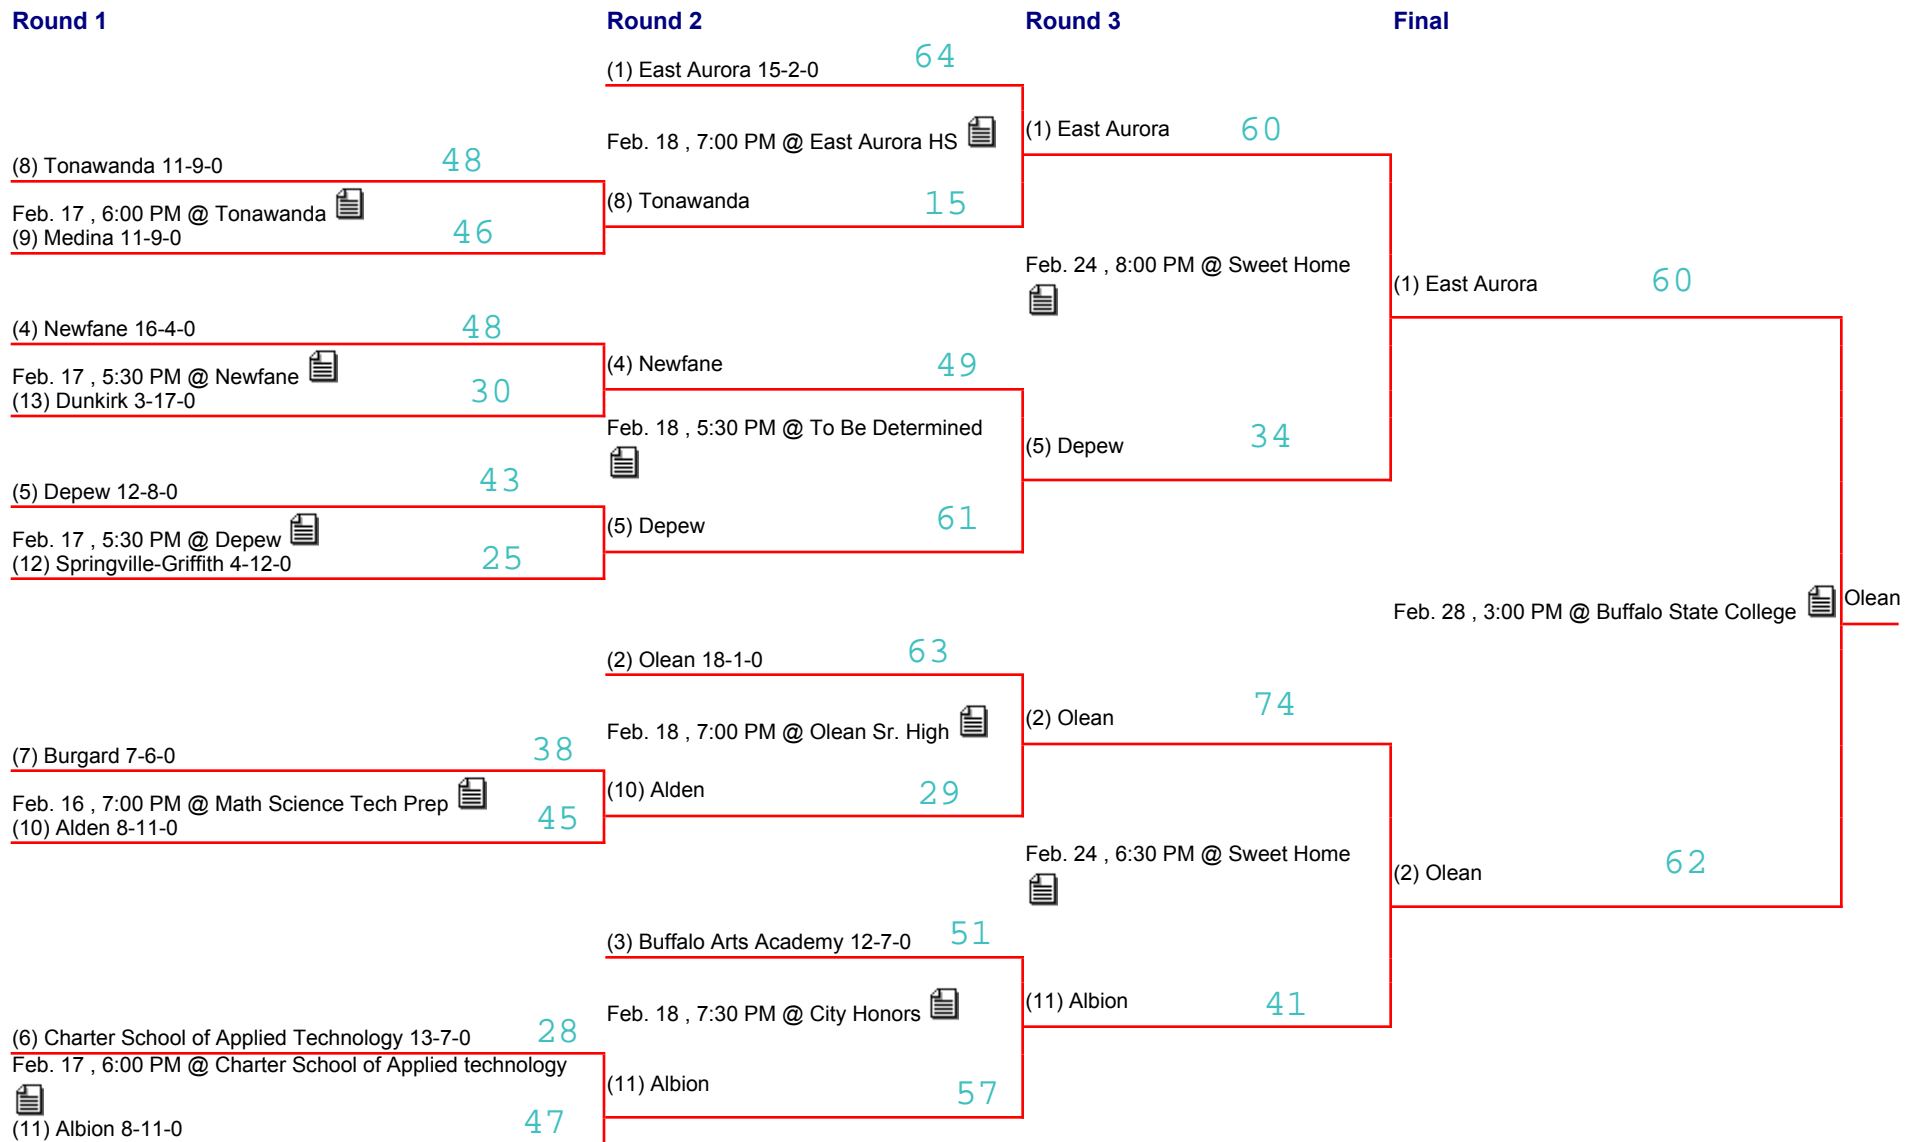 Round 1
Round 2
Round 3
Final
(1) East Aurora 15-2-0 64
Feb. 18 , 7:00 PM @ East Aurora HS
(1) East Aurora 60
(8) Tonawanda 11-9-0 48
Feb. 17 , 6:00 PM @ Tonawanda
(9) Medina 11-9-0 46
(8) Tonawanda 15
Feb. 24 , 8:00 PM @ Sweet Home
(1) East Aurora 60
(4) Newfane 16-4-0 48
Feb. 17 , 5:30 PM @ Newfane
(13) Dunkirk 3-17-0 30
(4) Newfane 49
Feb. 18 , 5:30 PM @ To Be Determined
(5) Depew 34
(5) Depew 12-8-0 43
Feb. 17 , 5:30 PM @ Depew
(12) Springville-Griffith 4-12-0 25
(5) Depew 61
Feb. 28 , 3:00 PM @ Buffalo State College
Olean
(2) Olean 18-1-0 63
Feb. 18 , 7:00 PM @ Olean Sr. High
(2) Olean 74
(7) Burgard 7-6-0 38
Feb. 16 , 7:00 PM @ Math Science Tech Prep
(10) Alden 8-11-0 45
(10) Alden 29
Feb. 24 , 6:30 PM @ Sweet Home
(2) Olean 62
(3) Buffalo Arts Academy 12-7-0 51
Feb. 18 , 7:30 PM @ City Honors
(11) Albion 41
(6) Charter School of Applied Technology 13-7-0 28
Feb. 17 , 6:00 PM @ Charter School of Applied technology
(11) Albion 8-11-0 47
(11) Albion 57